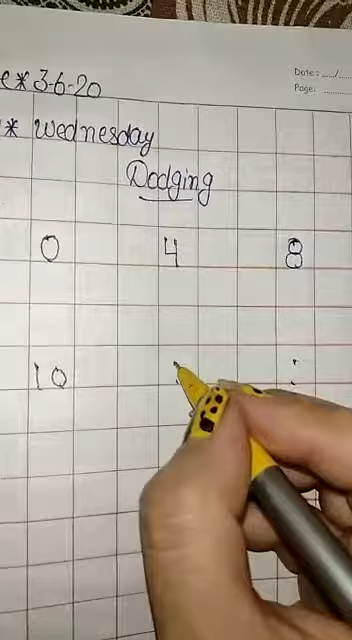 Date : .../...
Page: ........
e * 3-6-20
* Wednesday
Dodging
0 4 8
10